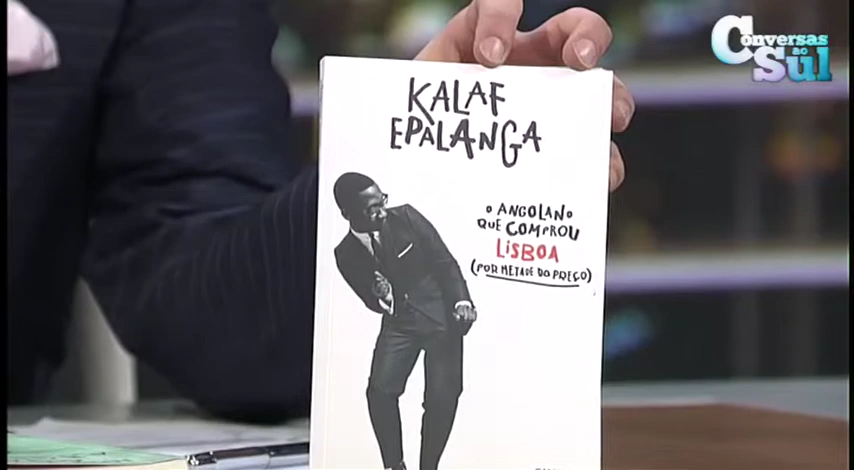 Conversas
ao
Sul
KALAF
EPALANGA
O ANGOLANO
QUE COMPROU
LISBOA
(POR METADE DO PREÇO)